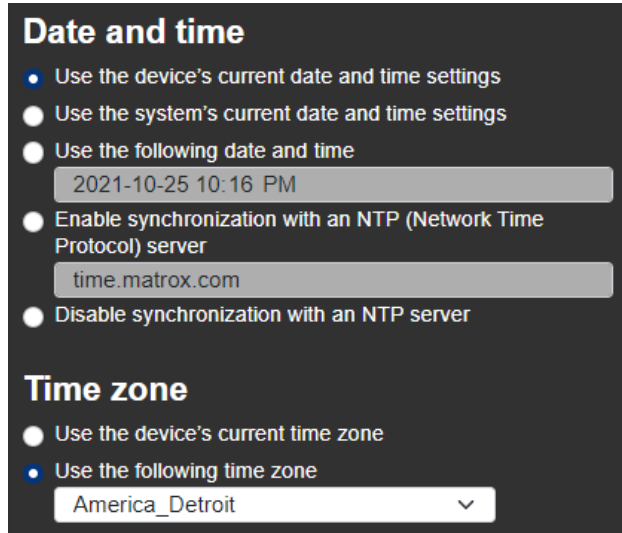 Date and time
Use the device's current date and time settings
Use the system's current date and time settings
Use the following date and time
2021-10-25 10:16 PM
Enable synchronization with an NTP (Network Time
Protocol) server
time.matrox.com
Disable synchronization with an NTP server
Time zone
Use the device's current time zone
Use the following time zone
America_Detroit